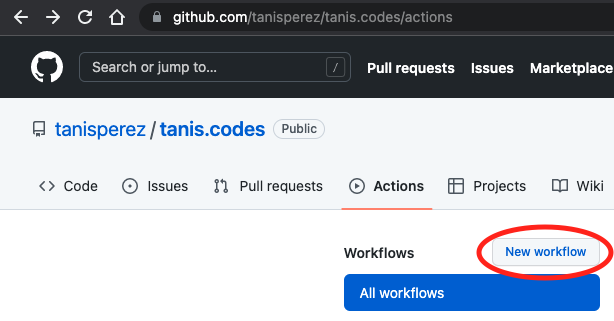 github.com/tanisperez/tanis.codes/actions
Search or jump to... / Pull requests Issues Marketplace
tanisperez / tanis.codes Public
Code Issues Pull requests Actions Projects Wiki
Workflows New workflow
All workflows